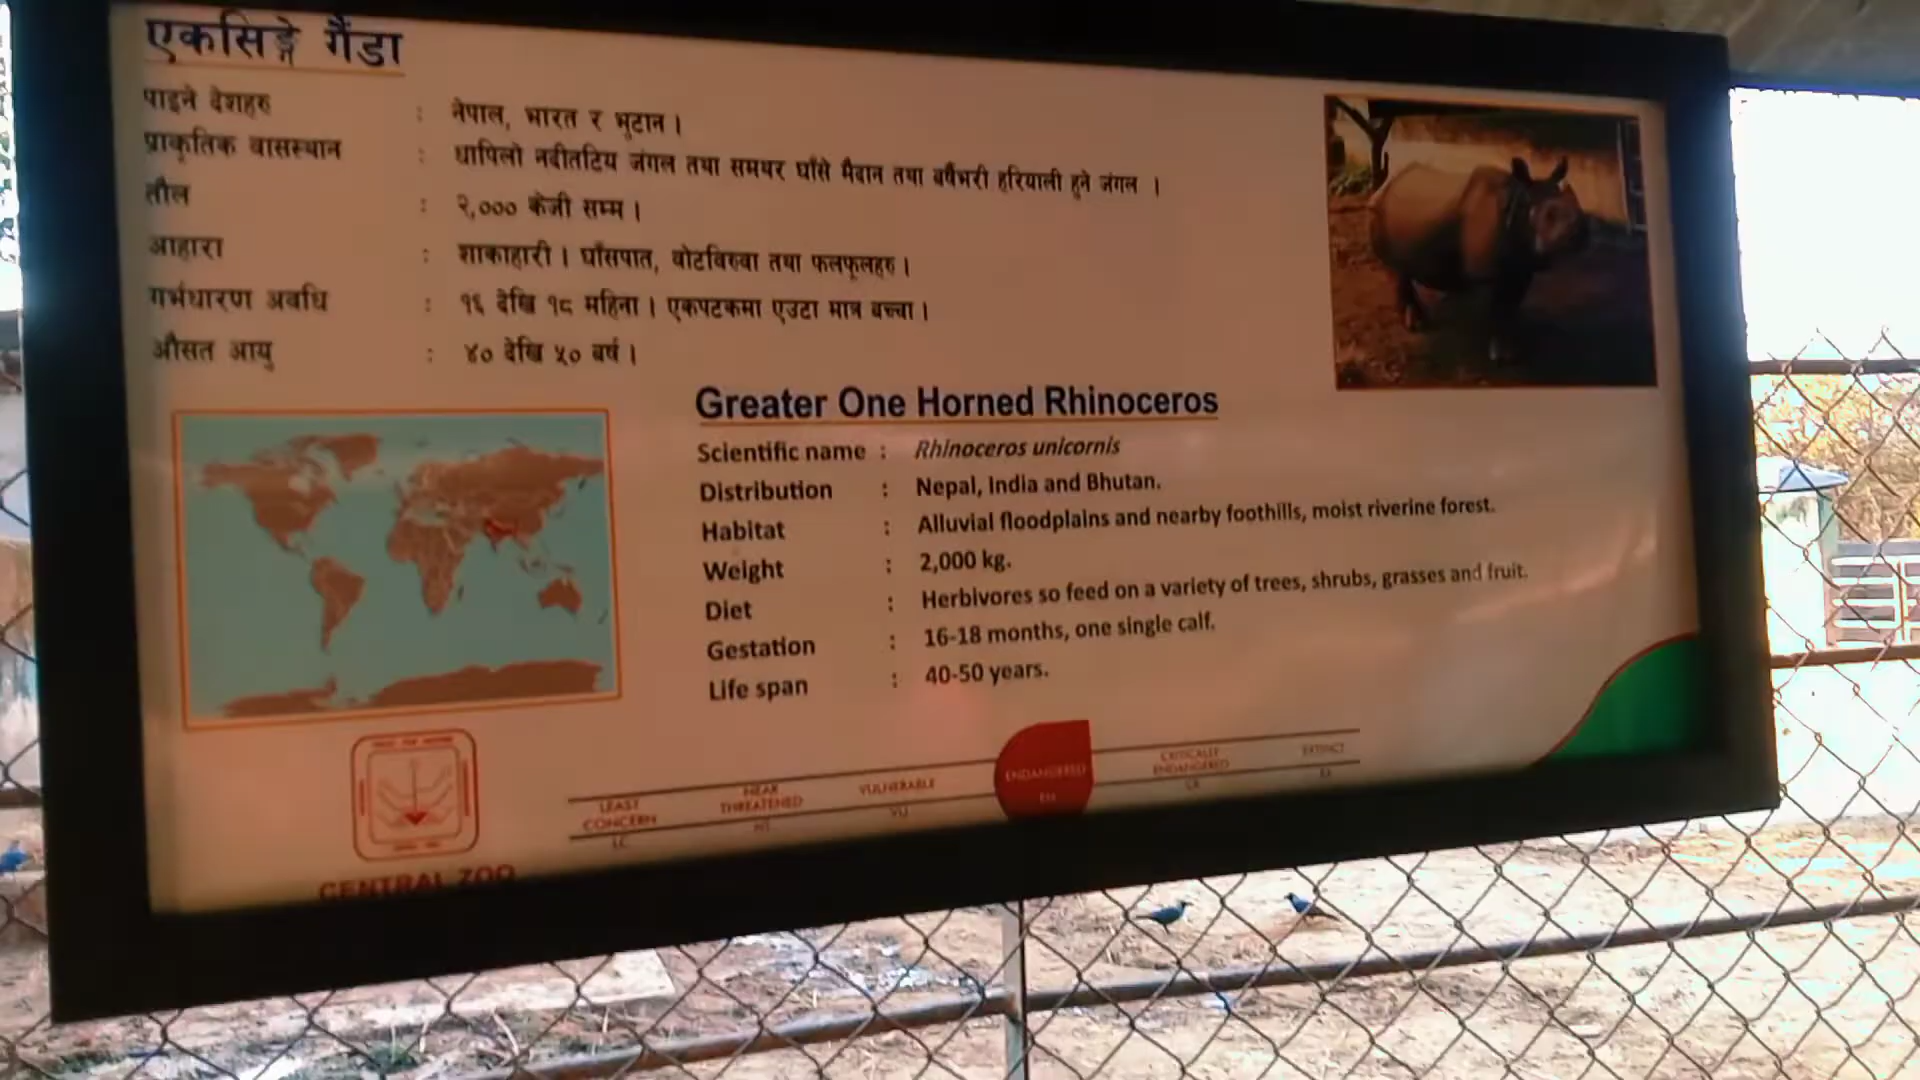 एकसिङ्गे गैंडा
पाइने देशहरु : नेपाल, भारत र भुटान ।
प्राकृतिक वासस्थान : धापिलो नदीतटिय जंगल तथा समथर घाँसे मैदान तथा वर्षैभरी हरियाली हुने जंगल ।
तौल : २,००० केजी सम्म ।
आहारा : शाकाहारी । घाँसपात, वोटविरुवा तथा फलफूलहरु ।
गर्भधारण अवधि : १६ देखि १८ महिना । एकपटकमा एउटा मात्र बच्चा ।
औसत आयु : ४० देखि ५० वर्ष ।
Greater One Horned Rhinoceros
Scientific name : Rhinoceros unicornis
Distribution : Nepal, India and Bhutan.
Habitat : Alluvial floodplains and nearby foothills, moist riverine forest.
Weight : 2,000 kg.
Diet : Herbivores so feed on a variety of trees, shrubs, grasses and fruit.
Gestation : 16-18 months, one single calf.
Life span : 40-50 years.
LEAST CONCERN LC
NEAR THREATENED NT
VULNERABLE VU
ENDANGERED EN
CRITICALLY ENDANGERED CR
EXTINCT EX
CENTRAL ZOO